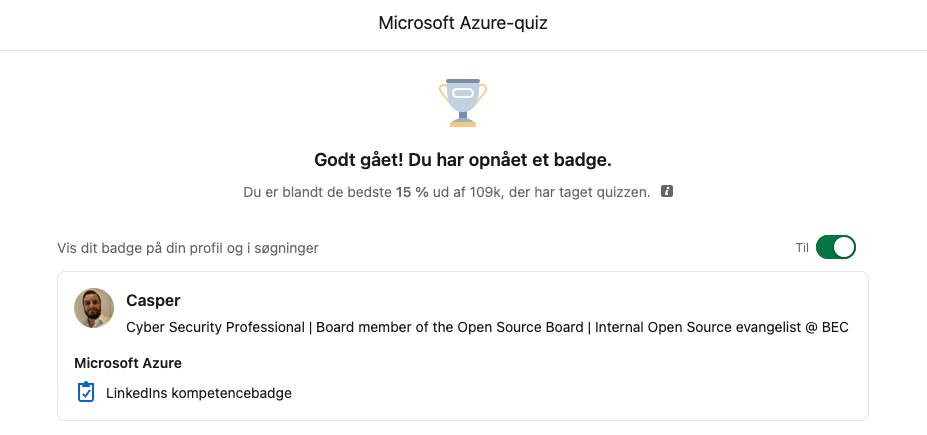 Microsoft Azure-quiz
Godt gået! Du har opnået et badge.
Du er blandt de bedste 15 % ud af 109k, der har taget quizzen.
Vis dit badge på din profil og i søgninger
Til
Casper
Cyber Security Professional | Board member of the Open Source Board | Internal Open Source evangelist @ BEC
Microsoft Azure
LinkedIns kompetencebadge